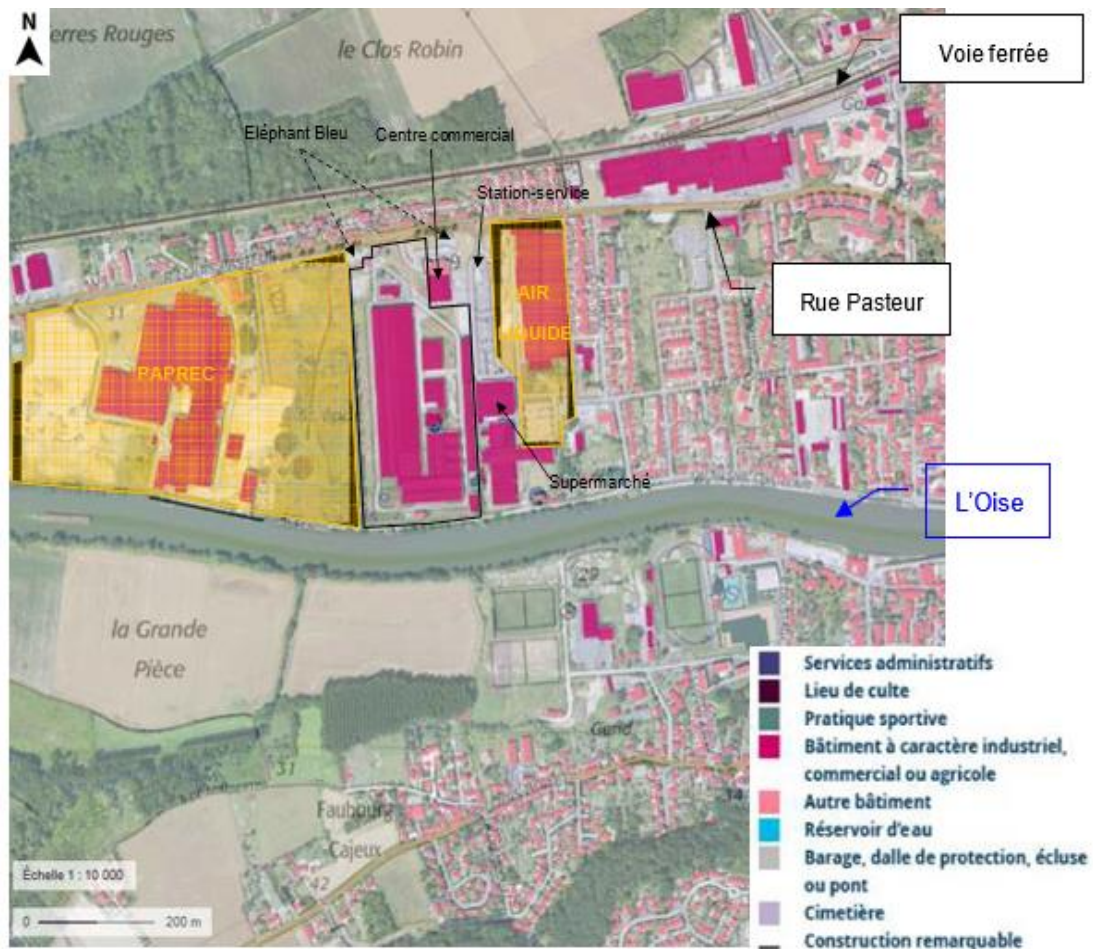 N
erres Rouges
le Clos Robin
Voie ferrée
Eléphant Bleu
Centre commercial
Station-service
Rue Pasteur
31
AIR
LIQUIDE
PAPREC
Supermarché
L'Oise
29
la Grande
Pièce
31
Faubourg
Cajeux
42
Échelle 1 : 10 000
0 200 m
Services administratifs
Lieu de culte
Pratique sportive
Bâtiment à caractère industriel,
commercial ou agricole
Autre bâtiment
Réservoir d'eau
Barage, dalle de protection, écluse
ou pont
Cimetière
Construction remarquable